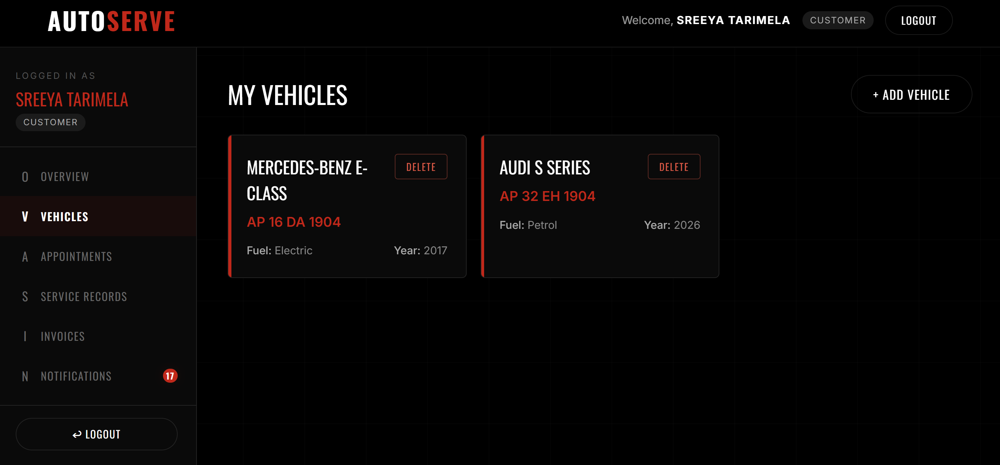 AUTOSERVE
Welcome, SREEYA TARIMELA
CUSTOMER
LOGOUT
LOGGED IN AS
SREEYA TARIMELA
CUSTOMER
O OVERVIEW
V VEHICLES
A APPOINTMENTS
S SERVICE RECORDS
I INVOICES
N NOTIFICATIONS 17
↩ LOGOUT
MY VEHICLES
+ ADD VEHICLE
MERCEDES-BENZ E-
CLASS
DELETE
AP 16 DA 1904
Fuel: Electric Year: 2017
AUDI S SERIES
DELETE
AP 32 EH 1904
Fuel: Petrol Year: 2026